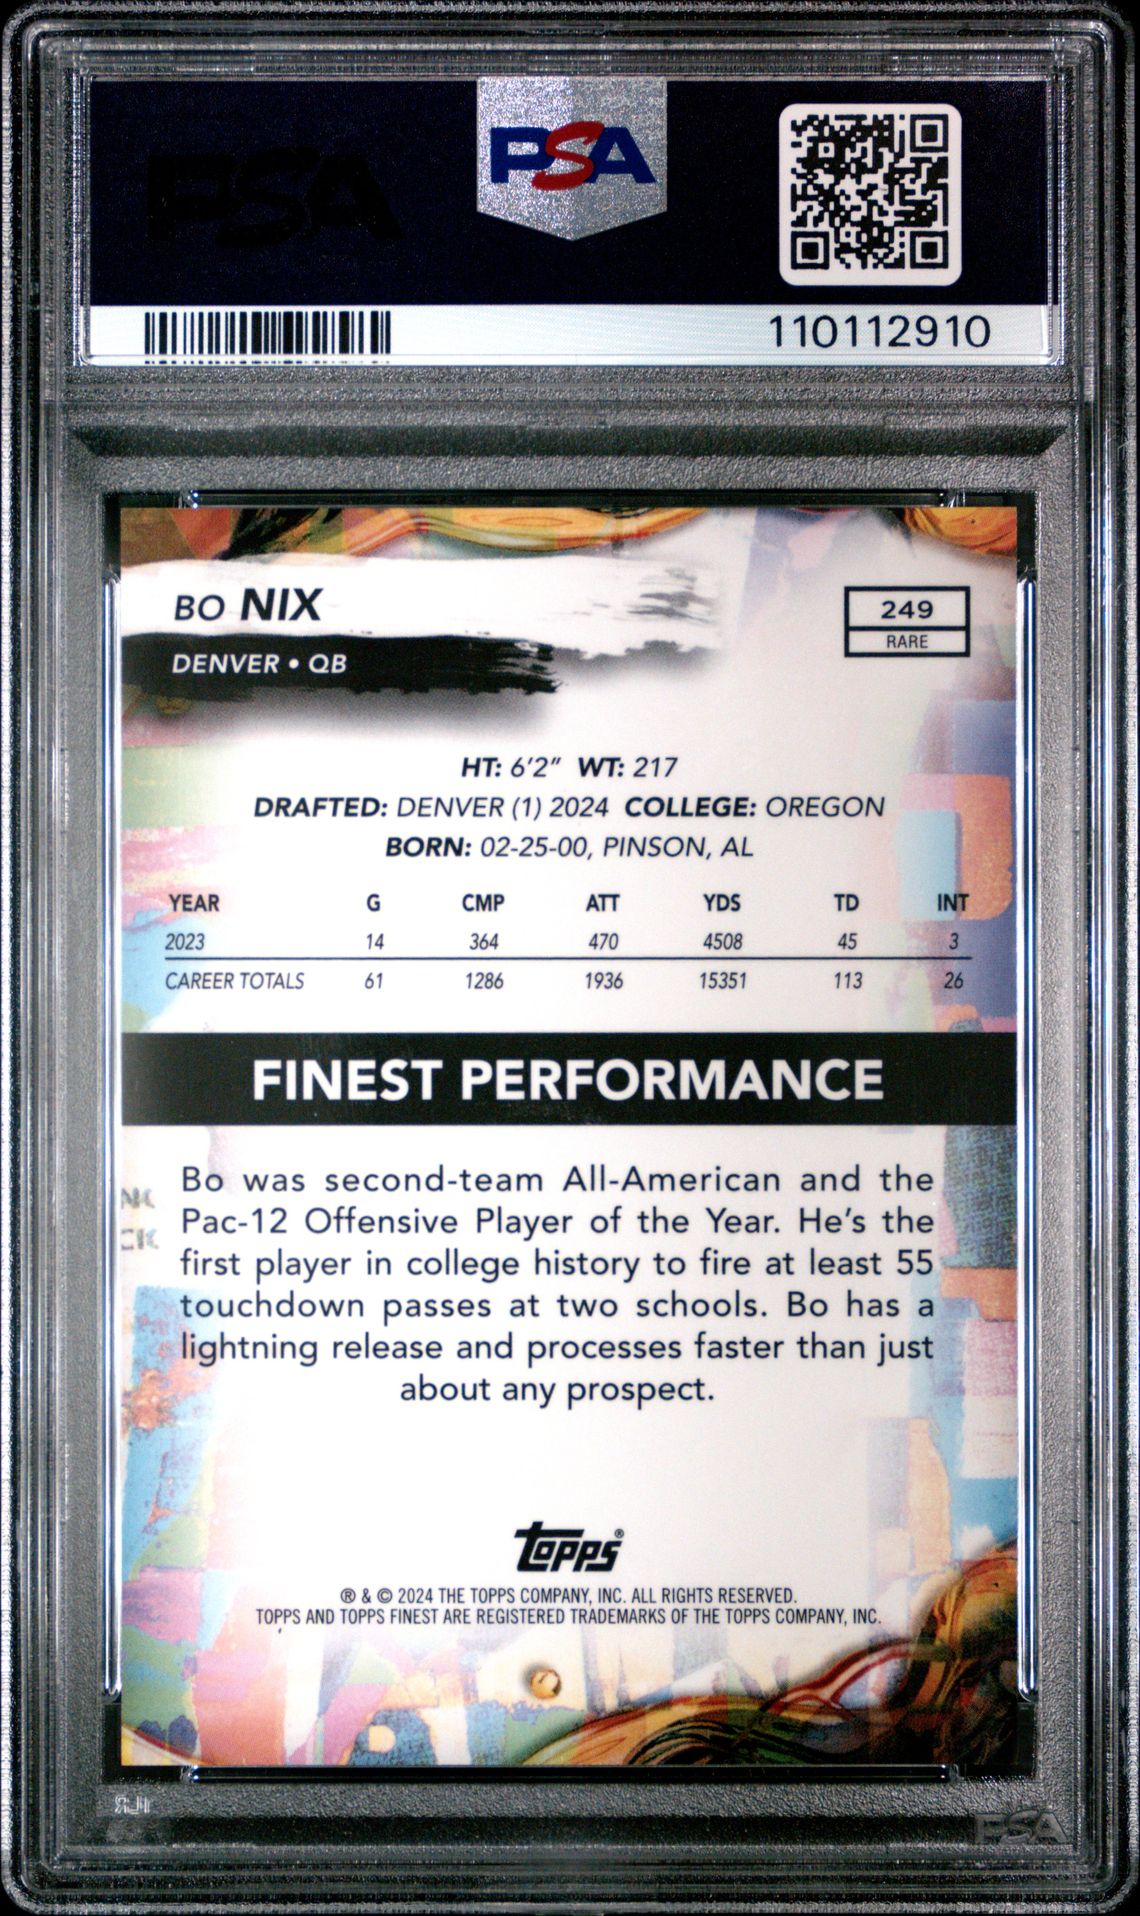 PSA
PSA
110112910
BO NIX
249
RARE
DENVER • QB
HT: 6'2" WT: 217
DRAFTED: DENVER (1) 2024 COLLEGE: OREGON
BORN: 02-25-00, PINSON, AL
YEAR G CMP ATT YDS TD INT
2023 14 364 470 4508 45 3
CAREER TOTALS 61 1286 1936 15351 113 26
FINEST PERFORMANCE
Bo was second-team All-American and the
Pac-12 Offensive Player of the Year. He's the
first player in college history to fire at least 55
touchdown passes at two schools. Bo has a
lightning release and processes faster than just
about any prospect.
topps®
® & © 2024 THE TOPPS COMPANY, INC. ALL RIGHTS RESERVED.
TOPPS AND TOPPS FINEST ARE REGISTERED TRADEMARKS OF THE TOPPS COMPANY, INC.
PSA